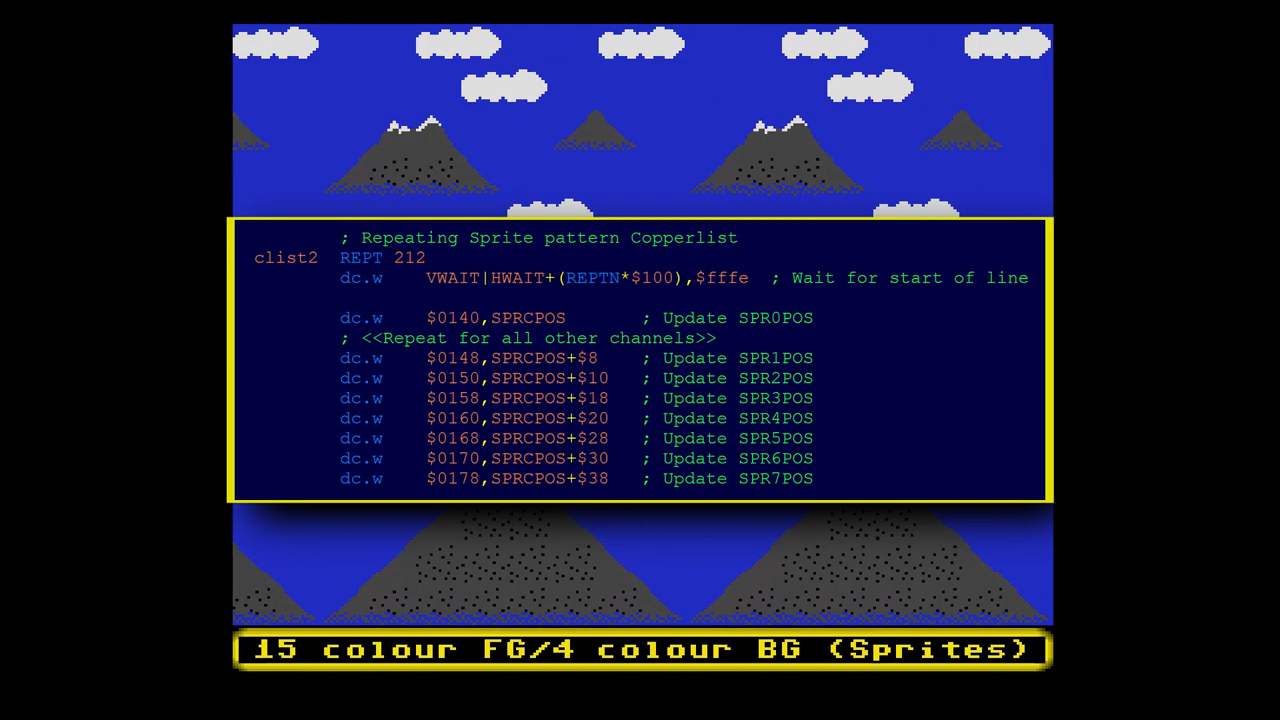 ; Repeating Sprite pattern Copperlist
clist2 REPT 212
dc.w VWAIT|HWAIT+(REPTN*$100),$fffe ; Wait for start of line
dc.w $0140,SPRCPOS ; Update SPR0POS
; <<Repeat for all other channels>>
dc.w $0148,SPRCPOS+$8 ; Update SPR1POS
dc.w $0150,SPRCPOS+$10 ; Update SPR2POS
dc.w $0158,SPRCPOS+$18 ; Update SPR3POS
dc.w $0160,SPRCPOS+$20 ; Update SPR4POS
dc.w $0168,SPRCPOS+$28 ; Update SPR5POS
dc.w $0170,SPRCPOS+$30 ; Update SPR6POS
dc.w $0178,SPRCPOS+$38 ; Update SPR7POS
15 colour FG/4 colour BG (Sprites)